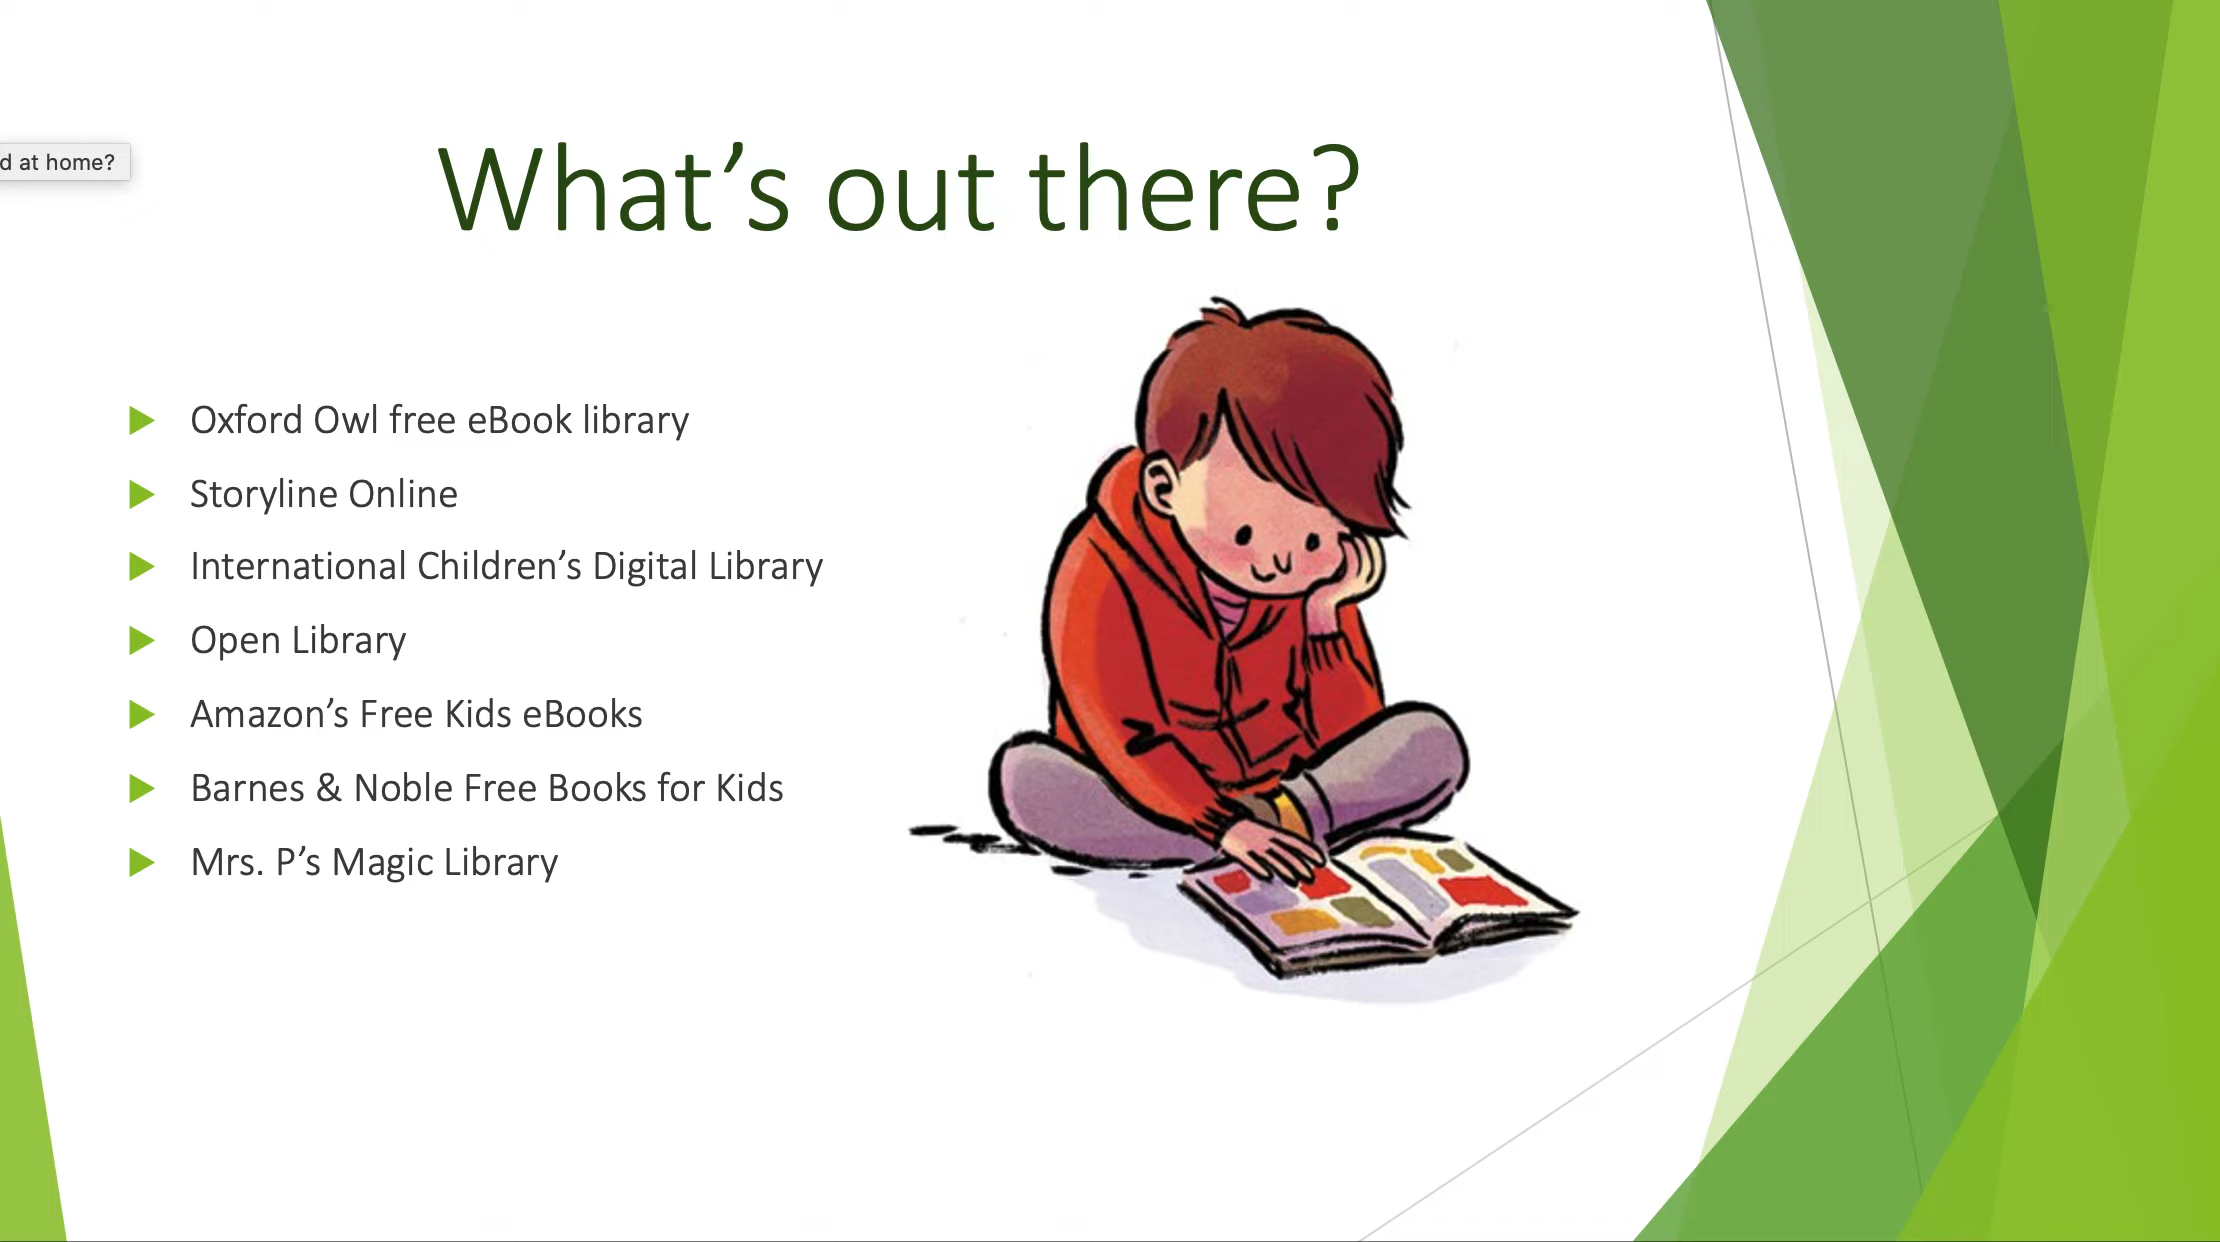 What’s out there?
d at home?
Oxford Owl free eBook library
Storyline Online
International Children’s Digital Library
Open Library
Amazon’s Free Kids eBooks
Barnes & Noble Free Books for Kids
Mrs. P’s Magic Library